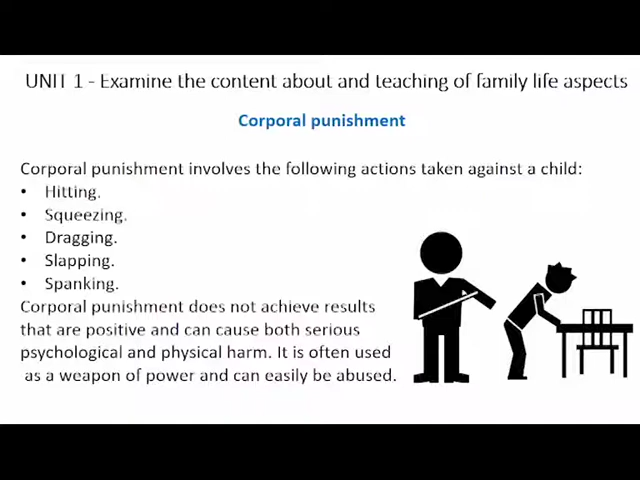 UNIT 1 - Examine the content about and teaching of family life aspects
Corporal punishment
Corporal punishment involves the following actions taken against a child:
• Hitting.
• Squeezing.
• Dragging.
• Slapping.
• Spanking.
Corporal punishment does not achieve results
that are positive and can cause both serious
psychological and physical harm. It is often used
as a weapon of power and can easily be abused.